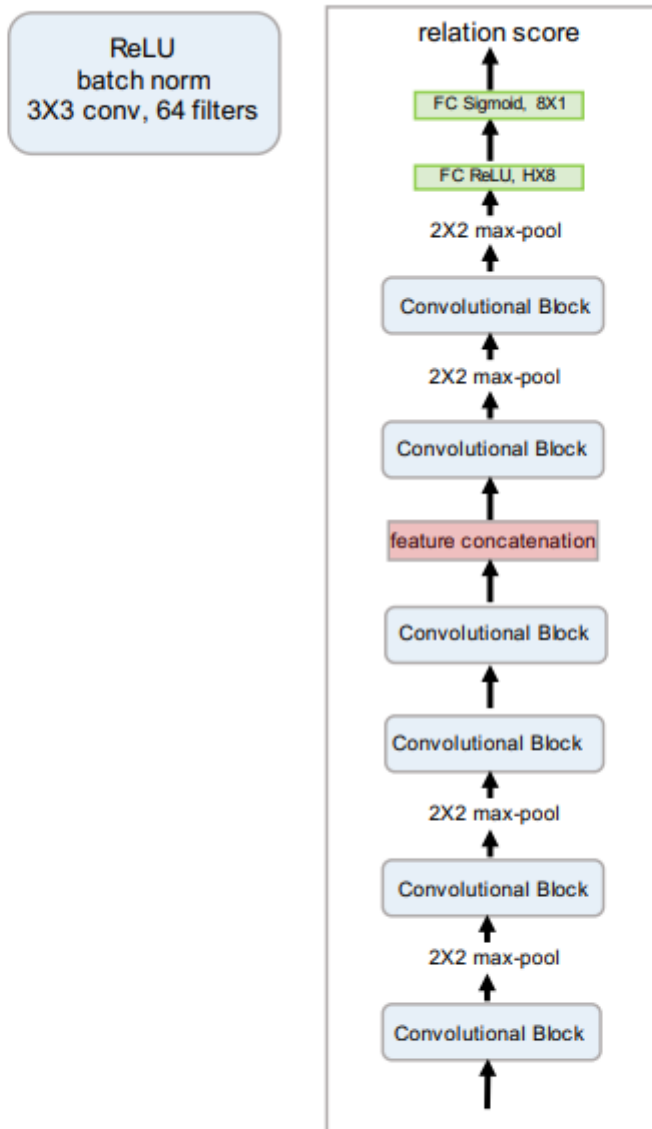 ReLU
batch norm
3X3 conv, 64 filters
relation score
FC Sigmoid, 8X1
FC ReLU, HX8
2X2 max-pool
Convolutional Block
2X2 max-pool
Convolutional Block
feature concatenation
Convolutional Block
Convolutional Block
2X2 max-pool
Convolutional Block
2X2 max-pool
Convolutional Block